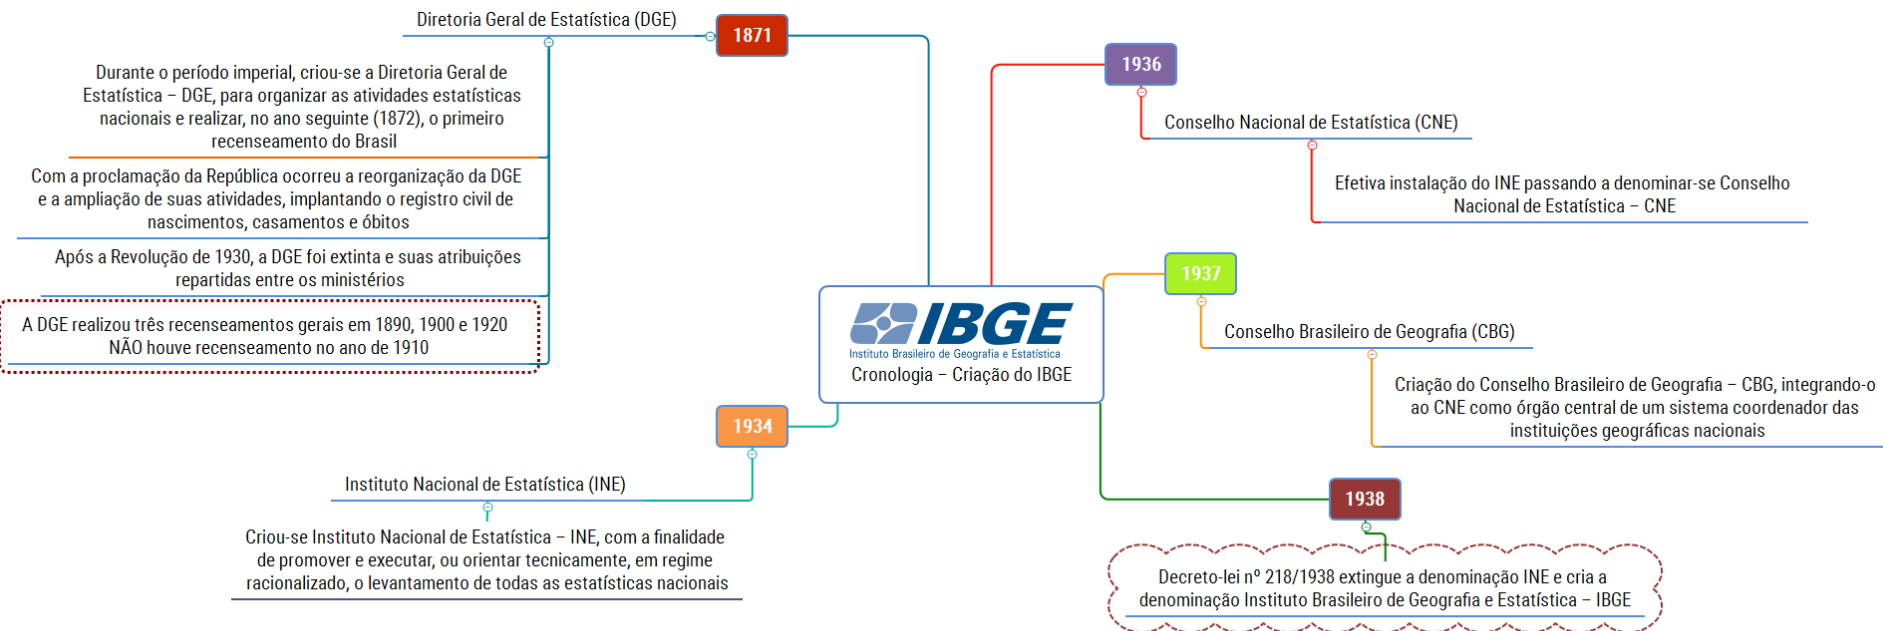 Diretoria Geral de Estatística (DGE)
1871
Durante o período imperial, criou-se a Diretoria Geral de
Estatística – DGE, para organizar as atividades estatísticas
nacionais e realizar, no ano seguinte (1872), o primeiro
recenseamento do Brasil
Com a proclamação da República ocorreu a reorganização da DGE
e a ampliação de suas atividades, implantando o registro civil de
nascimentos, casamentos e óbitos
Após a Revolução de 1930, a DGE foi extinta e suas atribuições
repartidas entre os ministérios
A DGE realizou três recenseamentos gerais em 1890, 1900 e 1920
NÃO houve recenseamento no ano de 1910
1934
Instituto Nacional de Estatística (INE)
Criou-se Instituto Nacional de Estatística – INE, com a finalidade
de promover e executar, ou orientar tecnicamente, em regime
racionalizado, o levantamento de todas as estatísticas nacionais
IBGE
Instituto Brasileiro de Geografia e Estatística
Cronologia – Criação do IBGE
1936
Conselho Nacional de Estatística (CNE)
Efetiva instalação do INE passando a denominar-se Conselho
Nacional de Estatística – CNE
1937
Conselho Brasileiro de Geografia (CBG)
Criação do Conselho Brasileiro de Geografia – CBG, integrando-o
ao CNE como órgão central de um sistema coordenador das
instituições geográficas nacionais
1938
Decreto-lei nº 218/1938 extingue a denominação INE e cria a
denominação Instituto Brasileiro de Geografia e Estatística – IBGE